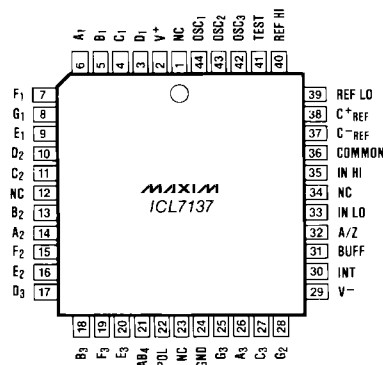 A1 B1 C1 D1 V+ NC OSC1 OSC2 OSC3 TEST REF HI
6 5 4 3 2 1 44 43 42 41 40
F1 7
G1 8
E1 9
D2 10
C2 11
NC 12
B2 13
A2 14
F2 15
E2 16
D3 17
MAXIM
ICL7137
39 REF LO
38 C+REF
37 C-REF
36 COMMON
35 IN HI
34 NC
33 IN LO
32 A/Z
31 BUFF
30 INT
29 V-
18 19 20 21 22 23 24 25 26 27 28
B3 F3 E3 AB4 POL NC GND G3 A3 C3 G2